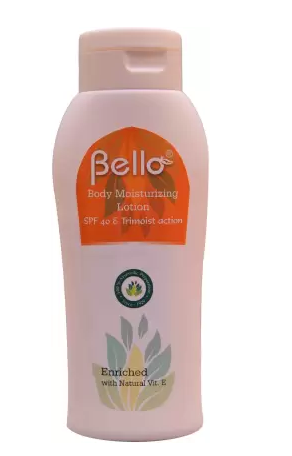 Bello
Body Moisturizing
Lotion
SPF 40 & Trimoist action
Enriched
with Natural Vit. E